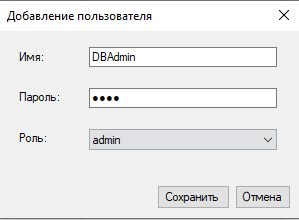 Добавление пользователя
Имя: DBAdmin
Пароль: ●●●●
Роль: admin
Сохранить Отмена